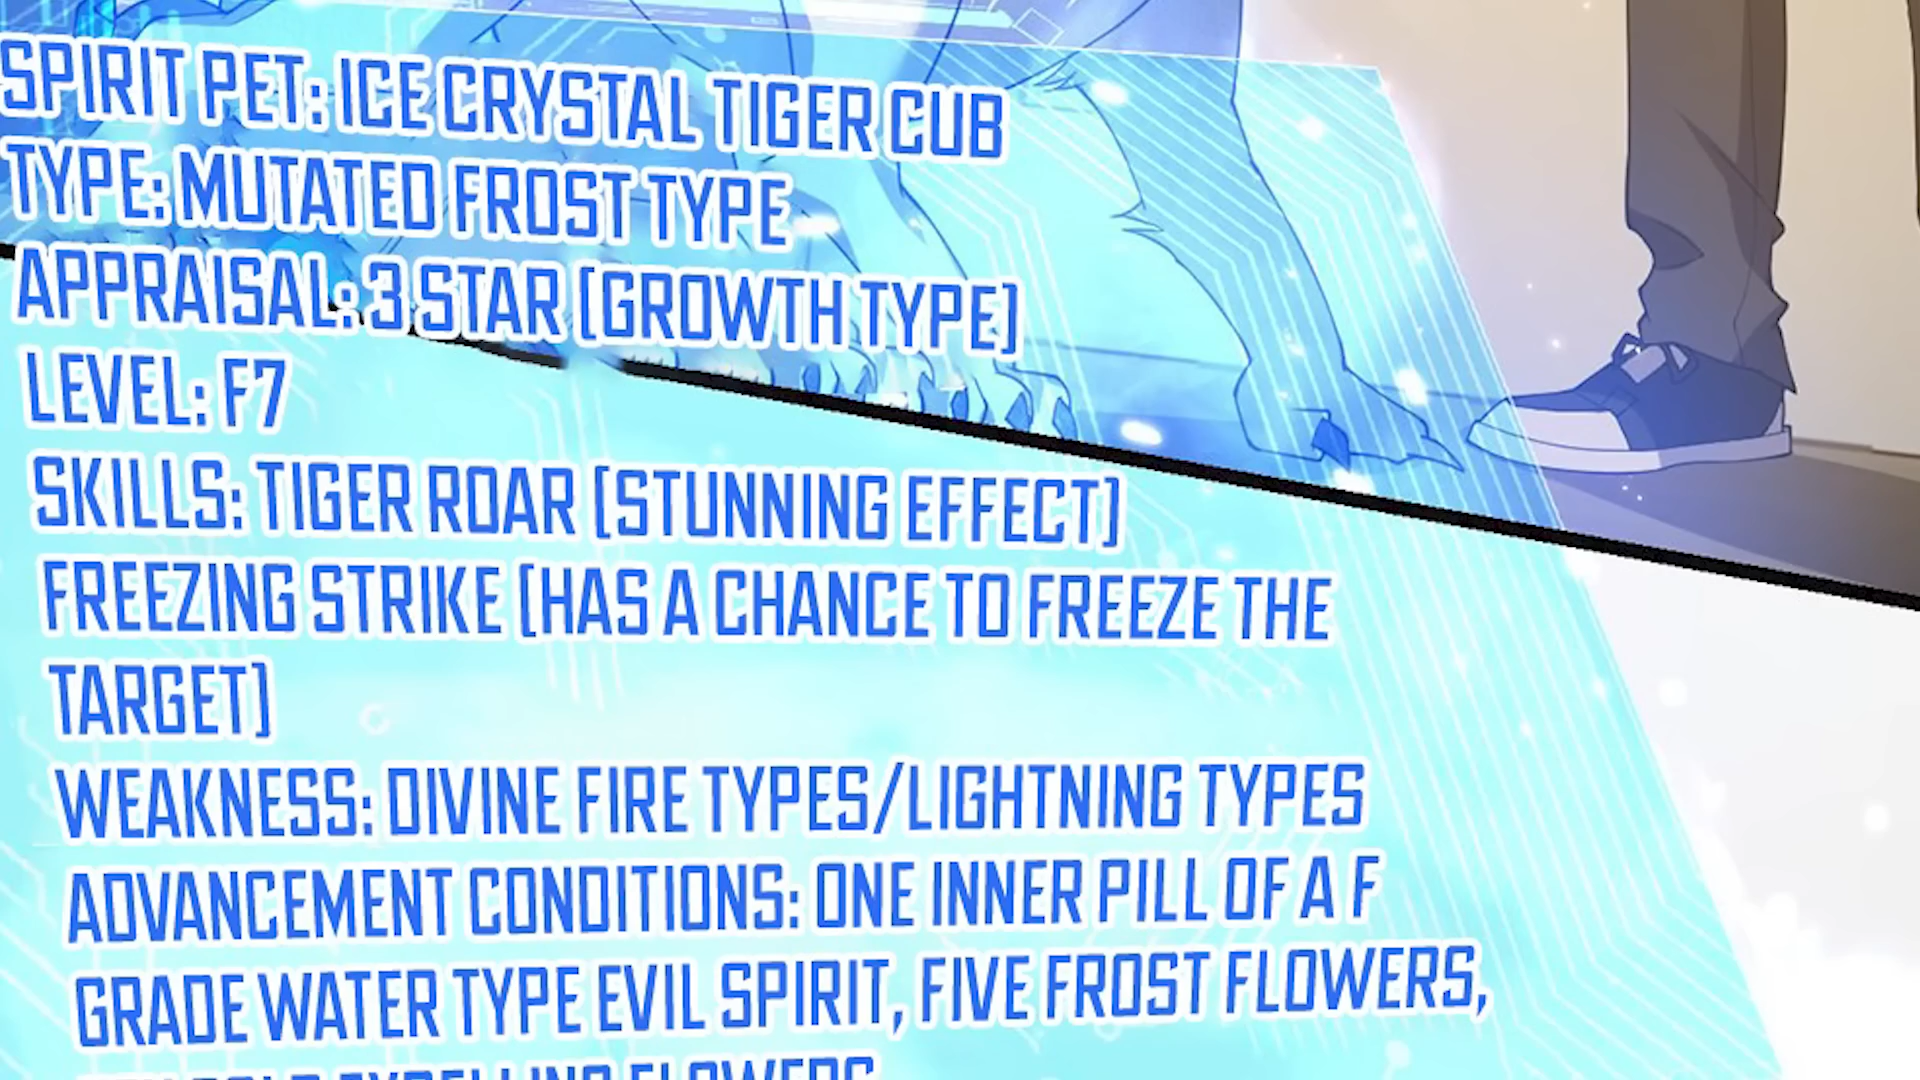 SPIRIT PET: ICE CRYSTAL TIGER CUB
TYPE: MUTATED FROST TYPE
APPRAISAL: 3 STAR [GROWTH TYPE]
LEVEL: F7
SKILLS: TIGER ROAR [STUNNING EFFECT]
FREEZING STRIKE [HAS A CHANCE TO FREEZE THE
TARGET]
WEAKNESS: DIVINE FIRE TYPES/LIGHTNING TYPES
ADVANCEMENT CONDITIONS: ONE INNER PILL OF A F
GRADE WATER TYPE EVIL SPIRIT, FIVE FROST FLOWERS,
FLOWERS